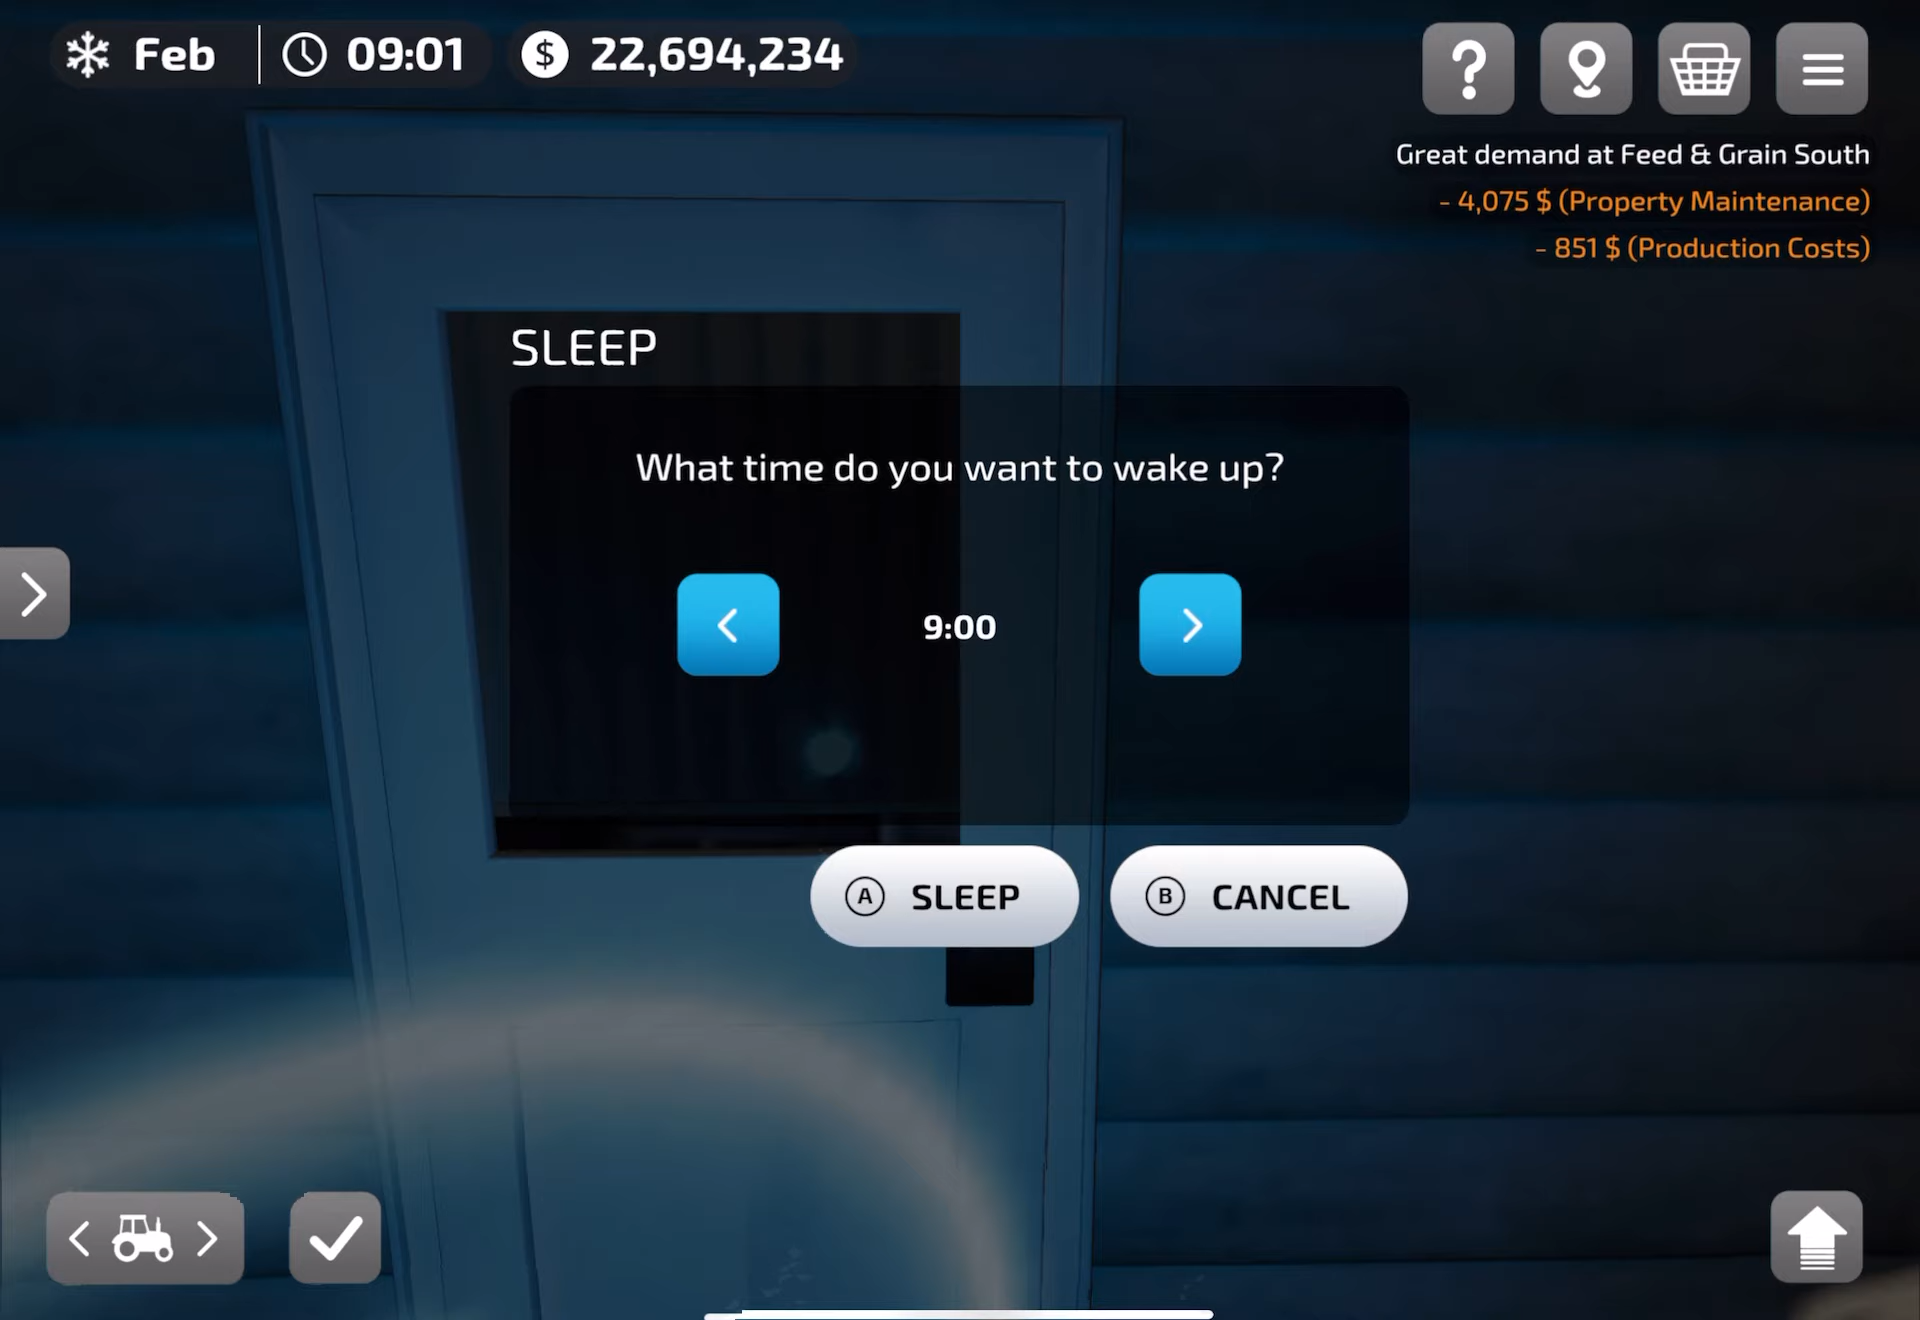 Feb 09:01 $ 22,694,234
?
Great demand at Feed & Grain South
- 4,075 $ (Property Maintenance)
- 851 $ (Production Costs)
SLEEP
What time do you want to wake up?
9:00
A SLEEP B CANCEL